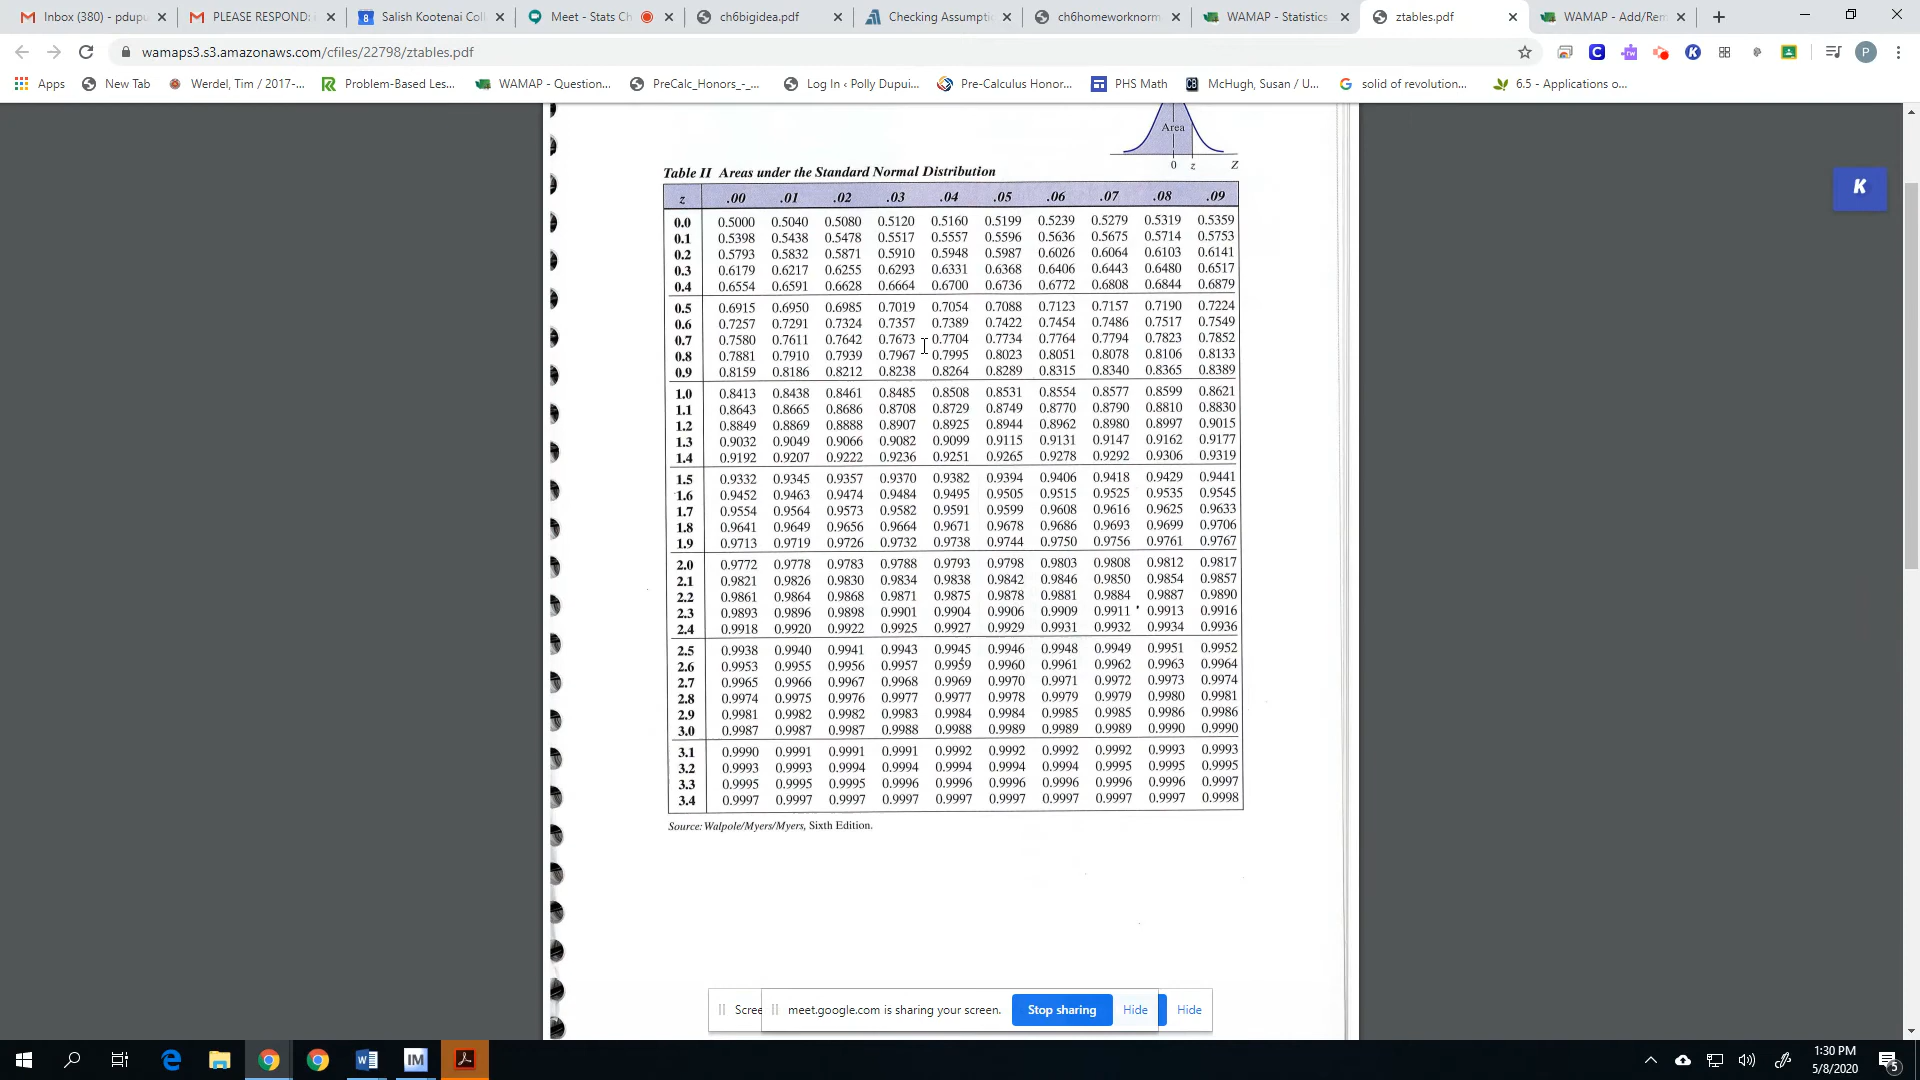 Inbox (380) - pdupu
PLEASE RESPOND:
Salish Kootenai Coll
Meet - Stats Ch
ch6bigidea.pdf
Checking Assumpti
ch6homeworknorm
WAMAP - Statistics
ztables.pdf
WAMAP - Add/Rem
wamaps3.s3.amazonaws.com/cfiles/22798/ztables.pdf
Apps
New Tab
Werdel, Tim / 2017-...
Problem-Based Les...
WAMAP - Question...
PreCalc_Honors_-_...
Log In ‹ Polly Dupui...
Pre-Calculus Honor...
PHS Math
McHugh, Susan / U...
solid of revolution...
6.5 - Applications o...
K
Area
0 z Z
Table II Areas under the Standard Normal Distribution
z .00 .01 .02 .03 .04 .05 .06 .07 .08 .09
0.0 0.5000 0.5040 0.5080 0.5120 0.5160 0.5199 0.5239 0.5279 0.5319 0.5359
0.1 0.5398 0.5438 0.5478 0.5517 0.5557 0.5596 0.5636 0.5675 0.5714 0.5753
0.2 0.5793 0.5832 0.5871 0.5910 0.5948 0.5987 0.6026 0.6064 0.6103 0.6141
0.3 0.6179 0.6217 0.6255 0.6293 0.6331 0.6368 0.6406 0.6443 0.6480 0.6517
0.4 0.6554 0.6591 0.6628 0.6664 0.6700 0.6736 0.6772 0.6808 0.6844 0.6879
0.5 0.6915 0.6950 0.6985 0.7019 0.7054 0.7088 0.7123 0.7157 0.7190 0.7224
0.6 0.7257 0.7291 0.7324 0.7357 0.7389 0.7422 0.7454 0.7486 0.7517 0.7549
0.7 0.7580 0.7611 0.7642 0.7673 0.7704 0.7734 0.7764 0.7794 0.7823 0.7852
0.8 0.7881 0.7910 0.7939 0.7967 0.7995 0.8023 0.8051 0.8078 0.8106 0.8133
0.9 0.8159 0.8186 0.8212 0.8238 0.8264 0.8289 0.8315 0.8340 0.8365 0.8389
1.0 0.8413 0.8438 0.8461 0.8485 0.8508 0.8531 0.8554 0.8577 0.8599 0.8621
1.1 0.8643 0.8665 0.8686 0.8708 0.8729 0.8749 0.8770 0.8790 0.8810 0.8830
1.2 0.8849 0.8869 0.8888 0.8907 0.8925 0.8944 0.8962 0.8980 0.8997 0.9015
1.3 0.9032 0.9049 0.9066 0.9082 0.9099 0.9115 0.9131 0.9147 0.9162 0.9177
1.4 0.9192 0.9207 0.9222 0.9236 0.9251 0.9265 0.9278 0.9292 0.9306 0.9319
1.5 0.9332 0.9345 0.9357 0.9370 0.9382 0.9394 0.9406 0.9418 0.9429 0.9441
1.6 0.9452 0.9463 0.9474 0.9484 0.9495 0.9505 0.9515 0.9525 0.9535 0.9545
1.7 0.9554 0.9564 0.9573 0.9582 0.9591 0.9599 0.9608 0.9616 0.9625 0.9633
1.8 0.9641 0.9649 0.9656 0.9664 0.9671 0.9678 0.9686 0.9693 0.9699 0.9706
1.9 0.9713 0.9719 0.9726 0.9732 0.9738 0.9744 0.9750 0.9756 0.9761 0.9767
2.0 0.9772 0.9778 0.9783 0.9788 0.9793 0.9798 0.9803 0.9808 0.9812 0.9817
2.1 0.9821 0.9826 0.9830 0.9834 0.9838 0.9842 0.9846 0.9850 0.9854 0.9857
2.2 0.9861 0.9864 0.9868 0.9871 0.9875 0.9878 0.9881 0.9884 0.9887 0.9890
2.3 0.9893 0.9896 0.9898 0.9901 0.9904 0.9906 0.9909 0.9911 0.9913 0.9916
2.4 0.9918 0.9920 0.9922 0.9925 0.9927 0.9929 0.9931 0.9932 0.9934 0.9936
2.5 0.9938 0.9940 0.9941 0.9943 0.9945 0.9946 0.9948 0.9949 0.9951 0.9952
2.6 0.9953 0.9955 0.9956 0.9957 0.9959 0.9960 0.9961 0.9962 0.9963 0.9964
2.7 0.9965 0.9966 0.9967 0.9968 0.9969 0.9970 0.9971 0.9972 0.9973 0.9974
2.8 0.9974 0.9975 0.9976 0.9977 0.9977 0.9978 0.9979 0.9979 0.9980 0.9981
2.9 0.9981 0.9982 0.9982 0.9983 0.9984 0.9984 0.9985 0.9985 0.9986 0.9986
3.0 0.9987 0.9987 0.9987 0.9988 0.9988 0.9989 0.9989 0.9989 0.9990 0.9990
3.1 0.9990 0.9991 0.9991 0.9991 0.9992 0.9992 0.9992 0.9992 0.9993 0.9993
3.2 0.9993 0.9993 0.9994 0.9994 0.9994 0.9994 0.9994 0.9995 0.9995 0.9995
3.3 0.9995 0.9995 0.9995 0.9996 0.9996 0.9996 0.9996 0.9996 0.9996 0.9997
3.4 0.9997 0.9997 0.9997 0.9997 0.9997 0.9997 0.9997 0.9997 0.9997 0.9998
Source: Walpole/Myers/Myers, Sixth Edition.
Scree
meet.google.com is sharing your screen.
Stop sharing
Hide
Hide
1:30 PM
5/8/2020
5